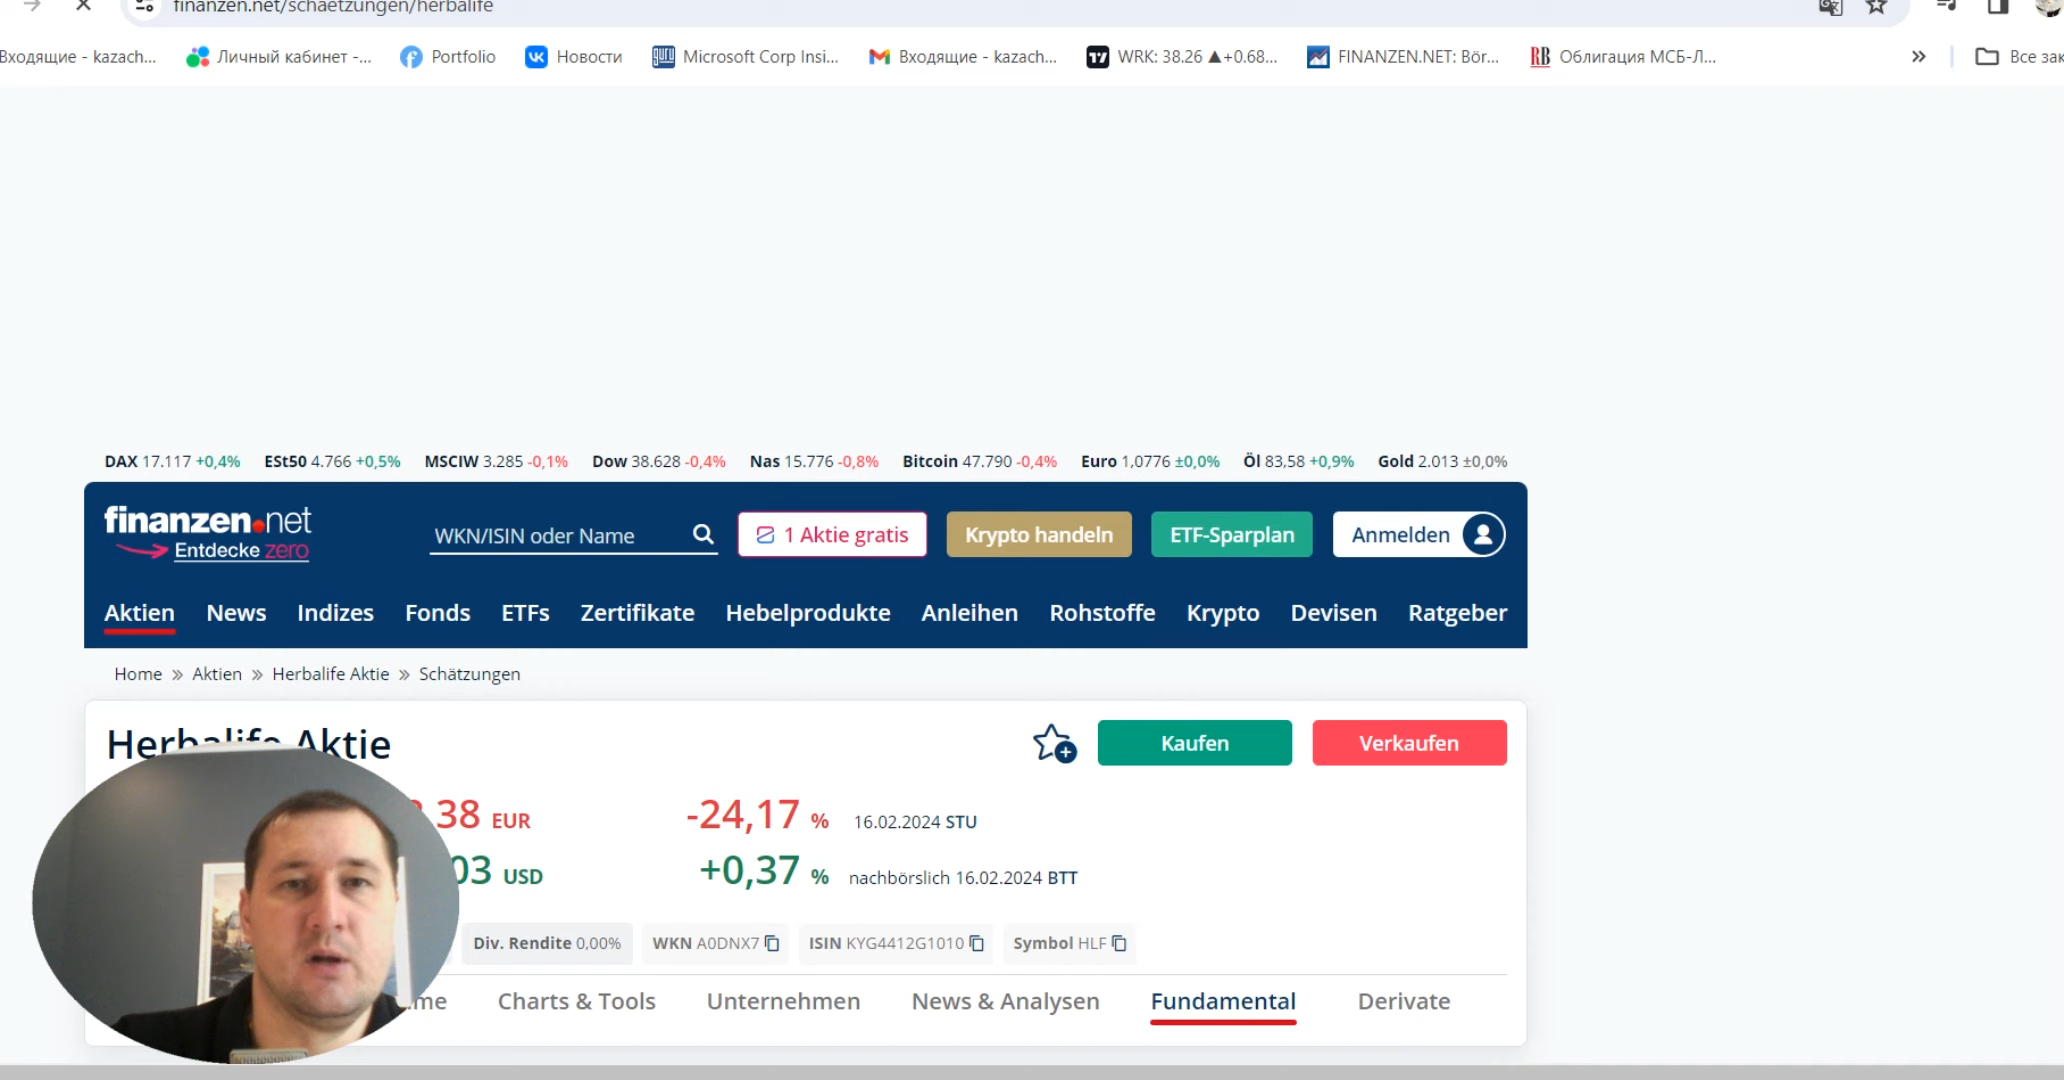 finanzen.net/schaetzungen/herbalife
Входящие - kazach... Личный кабинет -... Portfolio Новости Microsoft Corp Insi... Входящие - kazach... WRK: 38.26 ▲+0.68... FINANZEN.NET: Bör... Облигация МСБ-Л... » Все зак
DAX 17.117 +0,4% ESt50 4.766 +0,5% MSCIW 3.285 -0,1% Dow 38.628 -0,4% Nas 15.776 -0,8% Bitcoin 47.790 -0,4% Euro 1,0776 ±0,0% Öl 83,58 +0,9% Gold 2.013 ±0,0%
finanzen.net
Entdecke zero
WKN/ISIN oder Name 1 Aktie gratis Krypto handeln ETF-Sparplan Anmelden
Aktien News Indizes Fonds ETFs Zertifikate Hebelprodukte Anleihen Rohstoffe Krypto Devisen Ratgeber
Home » Aktien » Herbalife Aktie » Schätzungen
Herbalife Aktie Kaufen Verkaufen
,38 EUR -24,17 % 16.02.2024 STU
03 USD +0,37 % nachbörslich 16.02.2024 BTT
Div. Rendite 0,00% WKN A0DNX7 ISIN KYG4412G1010 Symbol HLF
me Charts & Tools Unternehmen News & Analysen Fundamental Derivate